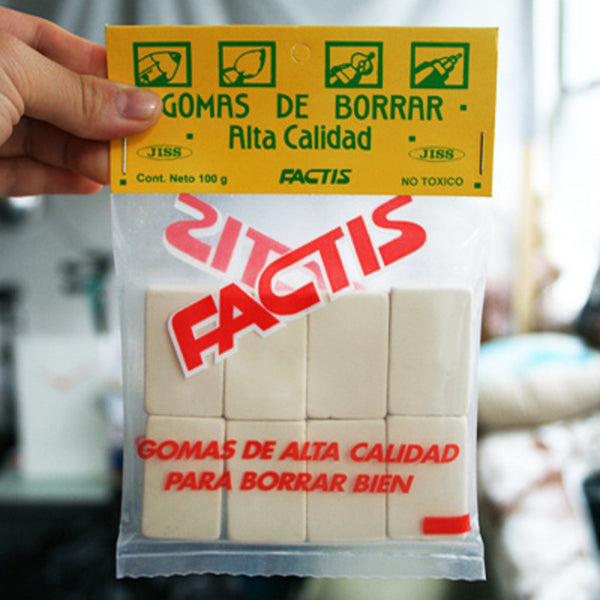 GOMAS DE BORRAR
Alta Calidad
JISS
JISS
Cont. Neto 100 g
FACTIS
NO TOXICO
FACTIS
FACTIS
GOMAS DE ALTA CALIDAD
PARA BORRAR BIEN